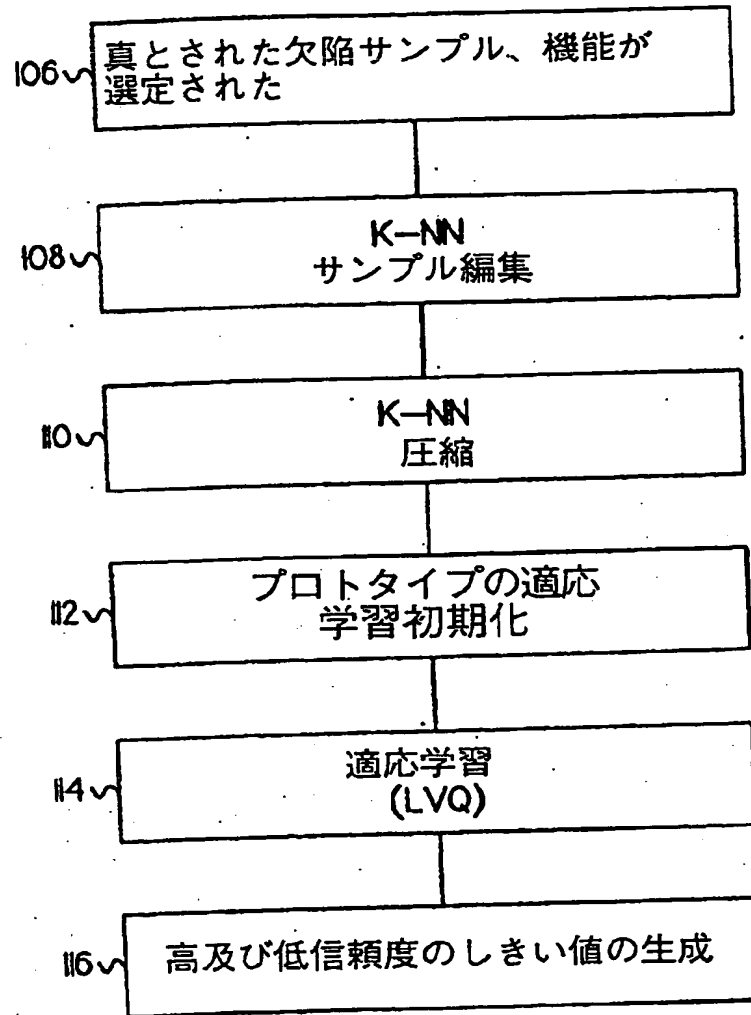 106
真とされた欠陥サンプル、機能が
選定された
108
K-NN
サンプル編集
110
K-NN
圧縮
112
プロトタイプの適応
学習初期化
114
適応学習
(LVQ)
116
高及び低信頼度のしきい値の生成